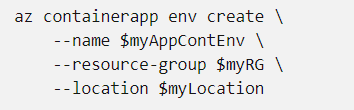 az containerapp env create \
    --name $myAppContEnv \
    --resource-group $myRG \
    --location $myLocation